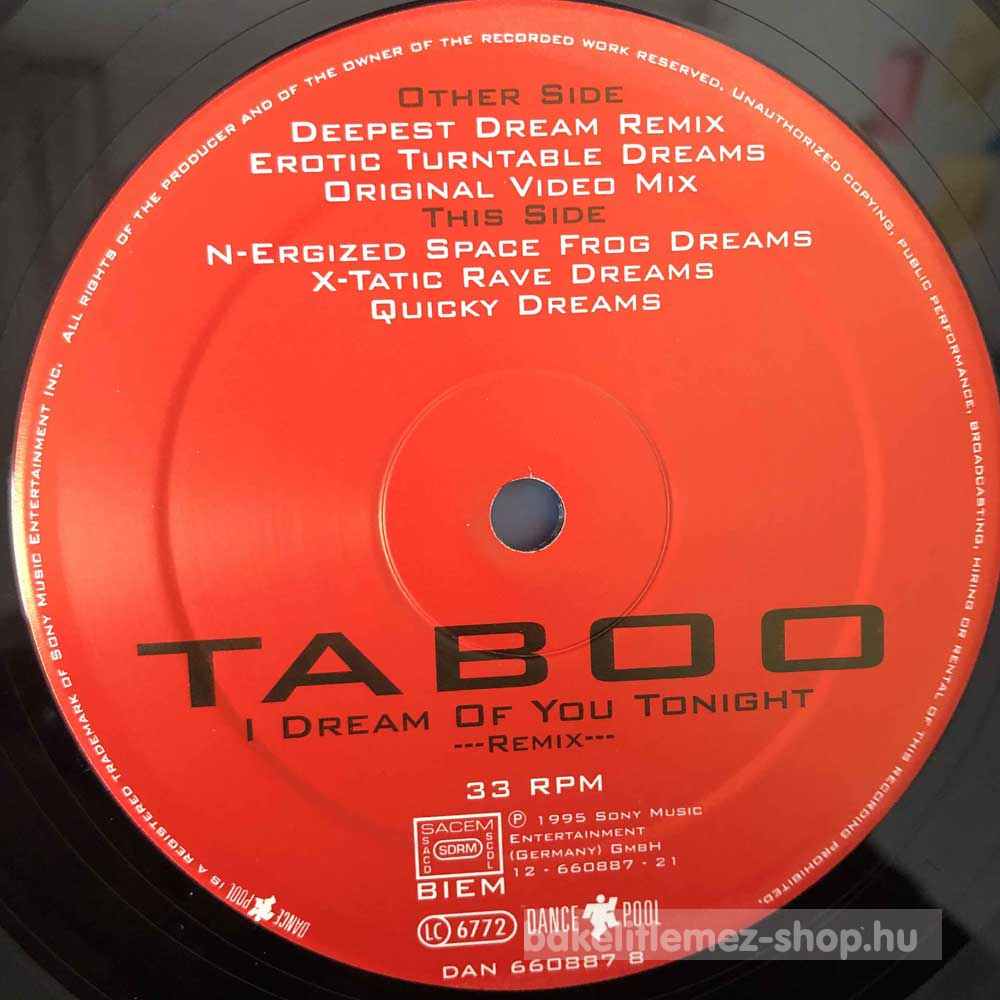 Other Side
Deepest Dream Remix
Erotic Turntable Dreams
Original Video Mix
This Side
N-Ergized Space Frog Dreams
X-Tatic Rave Dreams
Quicky Dreams
TABOO
I Dream Of You Tonight
---Remix---
33 RPM
SACEM
SACD
SDRM
SCDL
BIEM
Ⓟ 1995 Sony Music
Entertainment
(Germany) GmbH
12 - 660887 - 21
LC 6772
DANCE POOL
DAN 660887 8
DANCE POOL is a registered trademark of Sony Music Entertainment Inc. All rights of the producer and of the owner of the recorded work reserved. Unauthorized copying, public performance, broadcasting, hiring or rental of this recording prohibited.
bakelitlemez-shop.hu